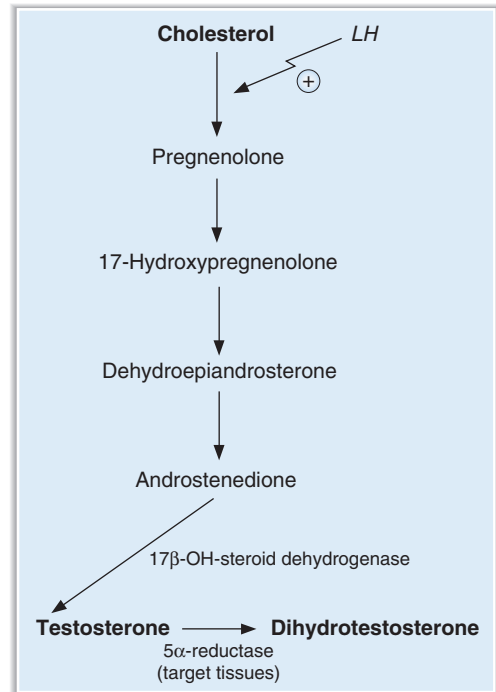 Cholesterol LH
+
Pregnenolone
17-Hydroxypregnenolone
Dehydroepiandrosterone
Androstenedione
17β-OH-steroid dehydrogenase
Testosterone Dihydrotestosterone
5α-reductase
(target tissues)